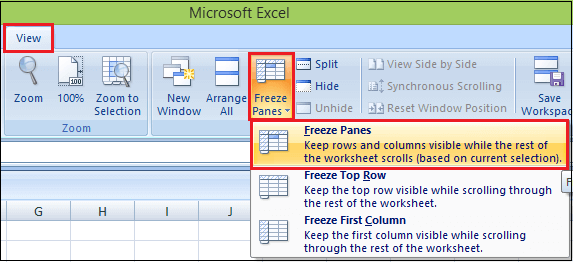 Microsoft Excel
View
Zoom
100%
Zoom to
Selection
Zoom
New
Window
Arrange
All
Freeze
Panes
Split
Hide
Unhide
View Side by Side
Synchronous Scrolling
Reset Window Position
Save
Workspac
Freeze Panes
Keep rows and columns visible while the rest of
the worksheet scrolls (based on current selection).
Freeze Top Row
Keep the top row visible while scrolling through
the rest of the worksheet.
Freeze First Column
Keep the first column visible while scrolling
through the rest of the worksheet.
F
G H I J
100